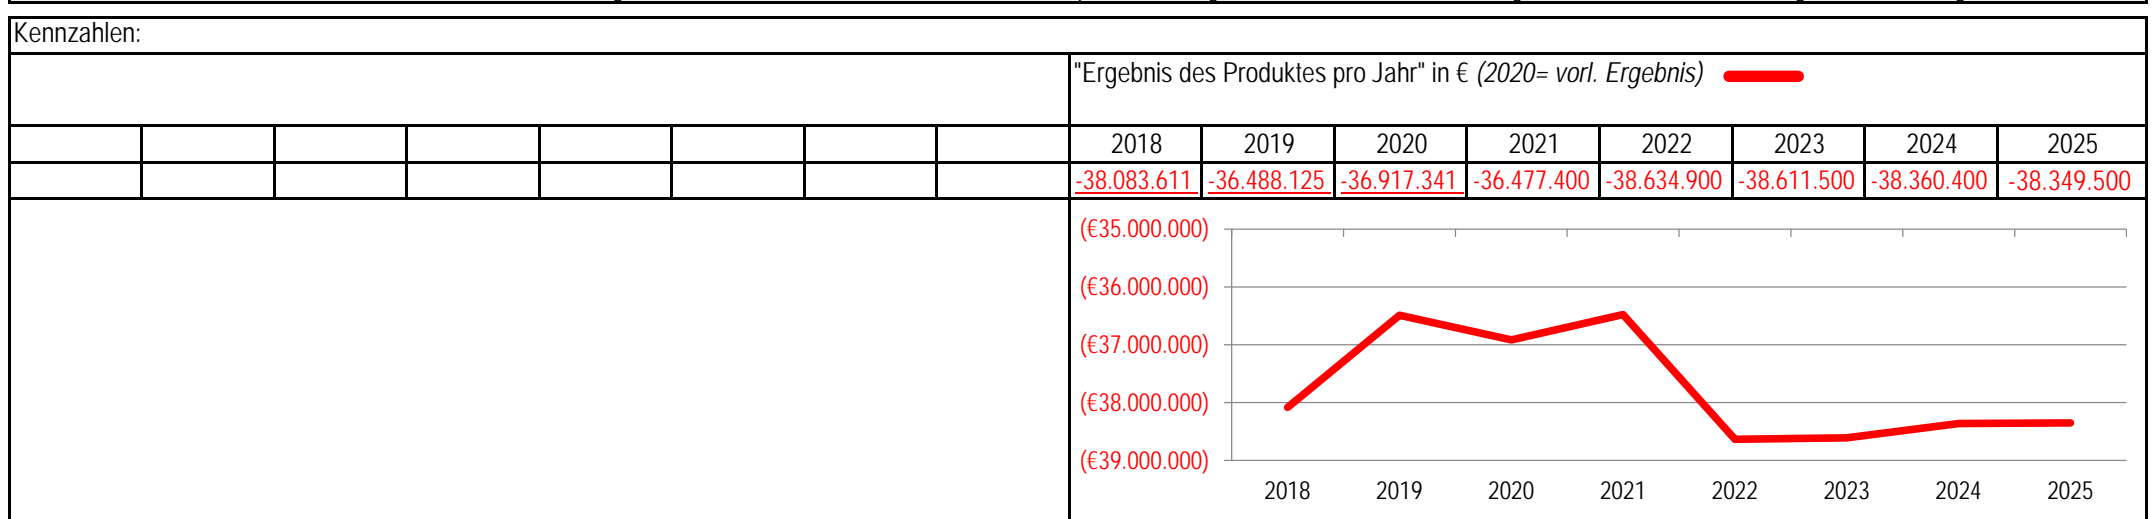 Kennzahlen:
"Ergebnis des Produktes pro Jahr" in € (2020= vorl. Ergebnis)
2018 2019 2020 2021 2022 2023 2024 2025
-38.083.611 -36.488.125 -36.917.341 -36.477.400 -38.634.900 -38.611.500 -38.360.400 -38.349.500
(€35.000.000)
(€36.000.000)
(€37.000.000)
(€38.000.000)
(€39.000.000)
2018 2019 2020 2021 2022 2023 2024 2025